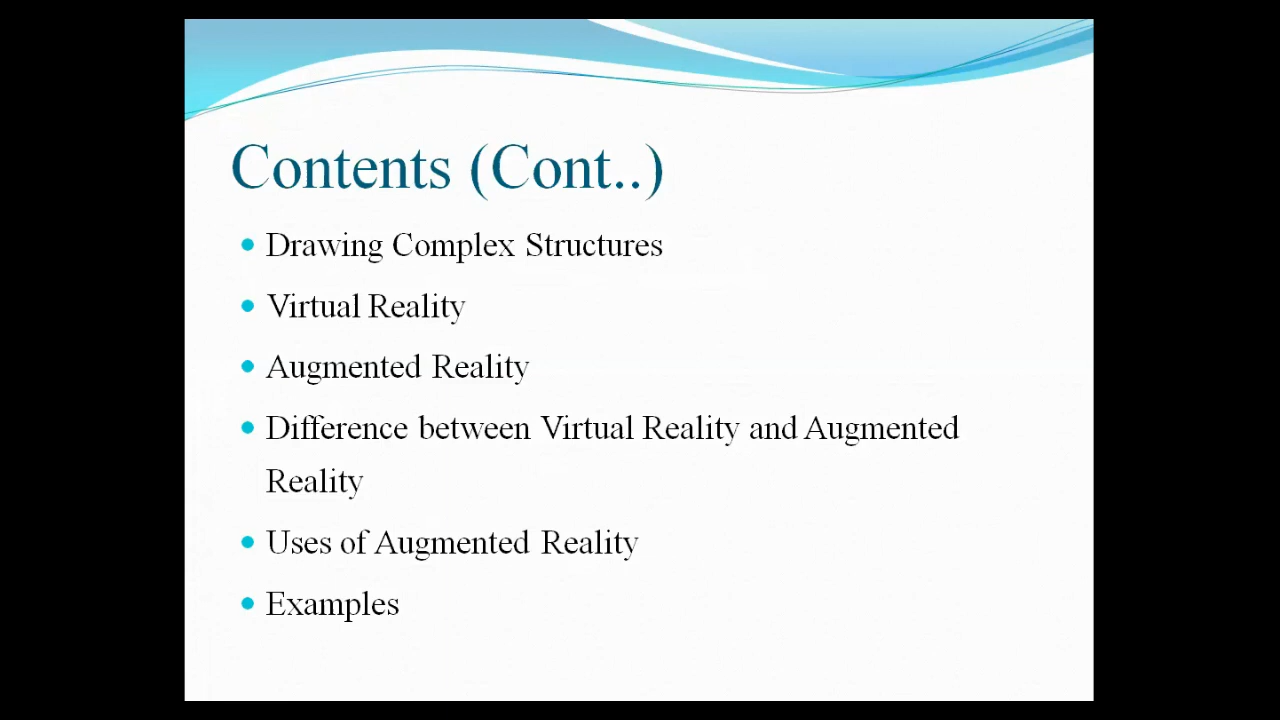 Contents (Cont..)
Drawing Complex Structures
Virtual Reality
Augmented Reality
Difference between Virtual Reality and Augmented
Reality
Uses of Augmented Reality
Examples